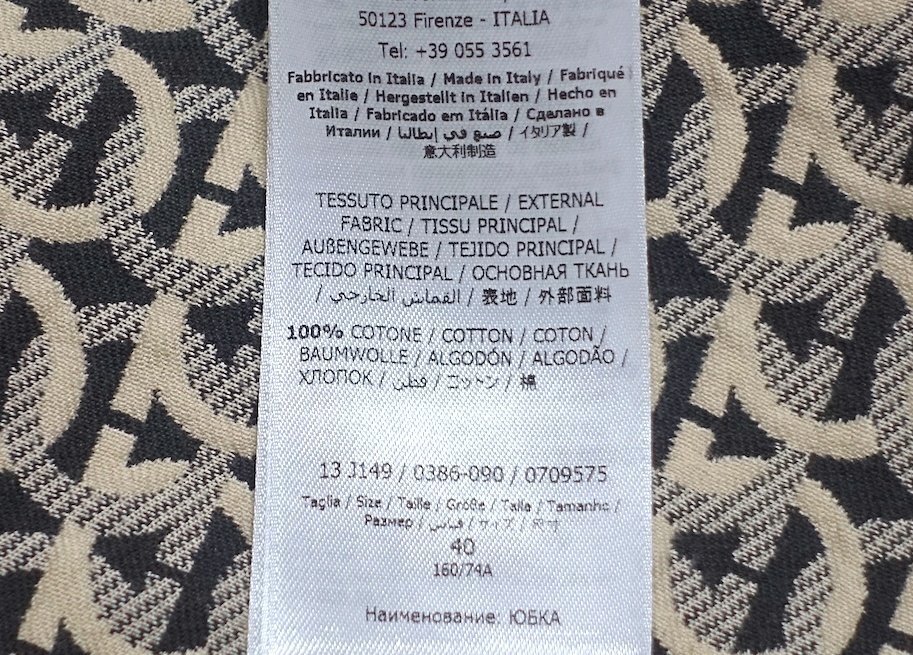 50123 Firenze - ITALIA
Tel: +39 055 3561
Fabbricato in Italia / Made in Italy / Fabriqué
en Italie / Hergestellt in Italien / Hecho en
Italia / Fabricado em Itália / Сделано в
Италии / صنع في إيطاليا / イタリア製 /
意大利制造
TESSUTO PRINCIPALE / EXTERNAL
FABRIC / TISSU PRINCIPAL /
AUßENGEWEBE / TEJIDO PRINCIPAL /
TECIDO PRINCIPAL / ОСНОВНАЯ ТКАНЬ
/ القماش الخارجي / 表地 / 外部面料
100% COTONE / COTTON / COTON /
BAUMWOLLE / ALGODÓN / ALGODÃO /
ХЛОПОК / قطن / コットン / 棉
13 J149 / 0386-090 / 0709575
Taglia / Size / Taille / Größe / Talla / Tamanho /
Размер / قياس / サイズ / 尺寸
40
160/74A
Наименование: ЮБКА